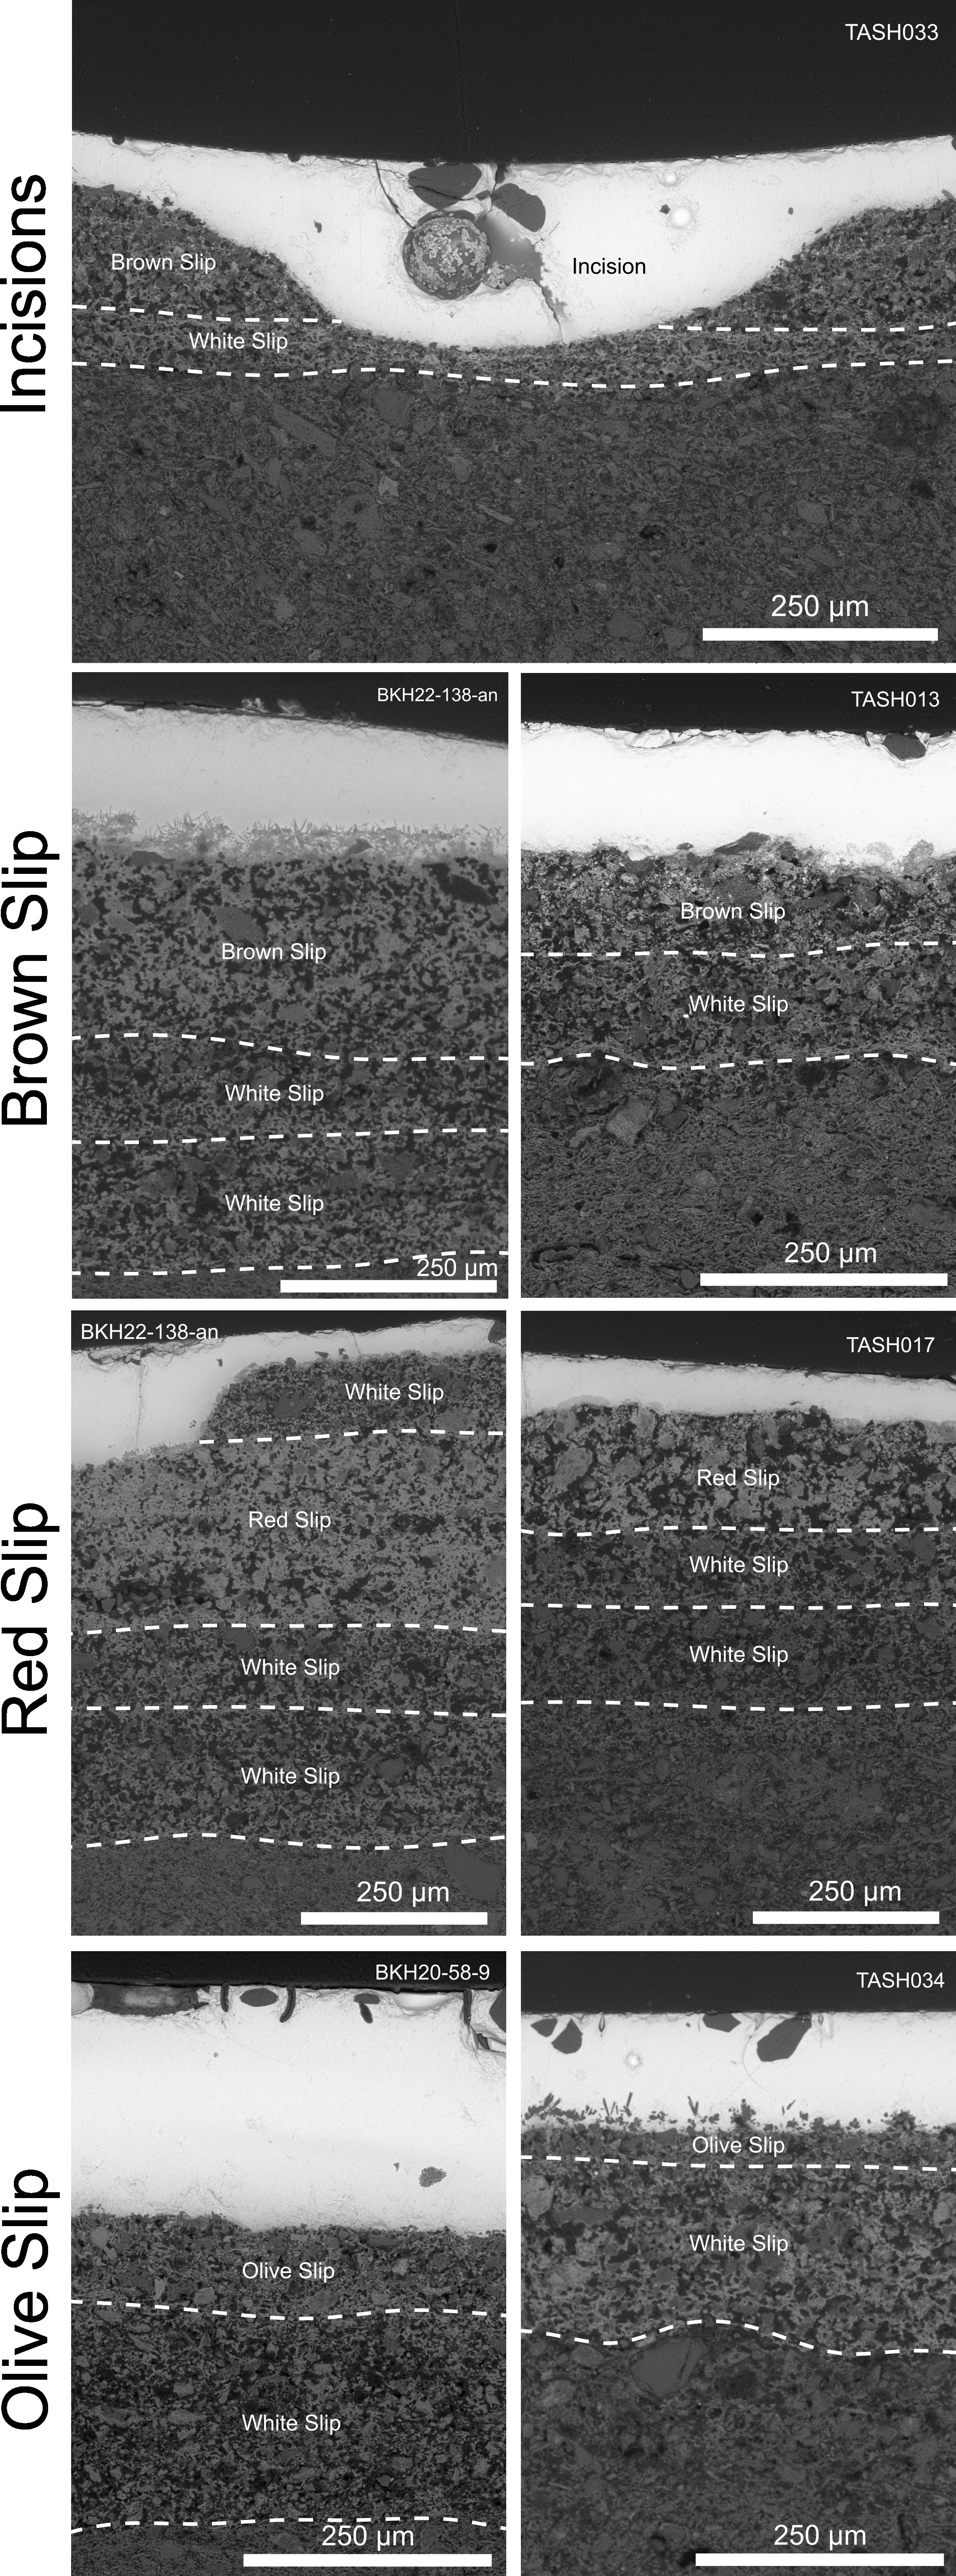 Incisions
TASH033
Brown Slip
Incision
White Slip
250 µm
Brown Slip
BKH22-138-an
Brown Slip
White Slip
White Slip
250 µm
TASH013
Brown Slip
White Slip
250 µm
Red Slip
BKH22-138-an
White Slip
Red Slip
White Slip
White Slip
250 µm
TASH017
Red Slip
White Slip
White Slip
250 µm
Olive Slip
BKH20-58-9
Olive Slip
White Slip
250 µm
TASH034
Olive Slip
White Slip
250 µm